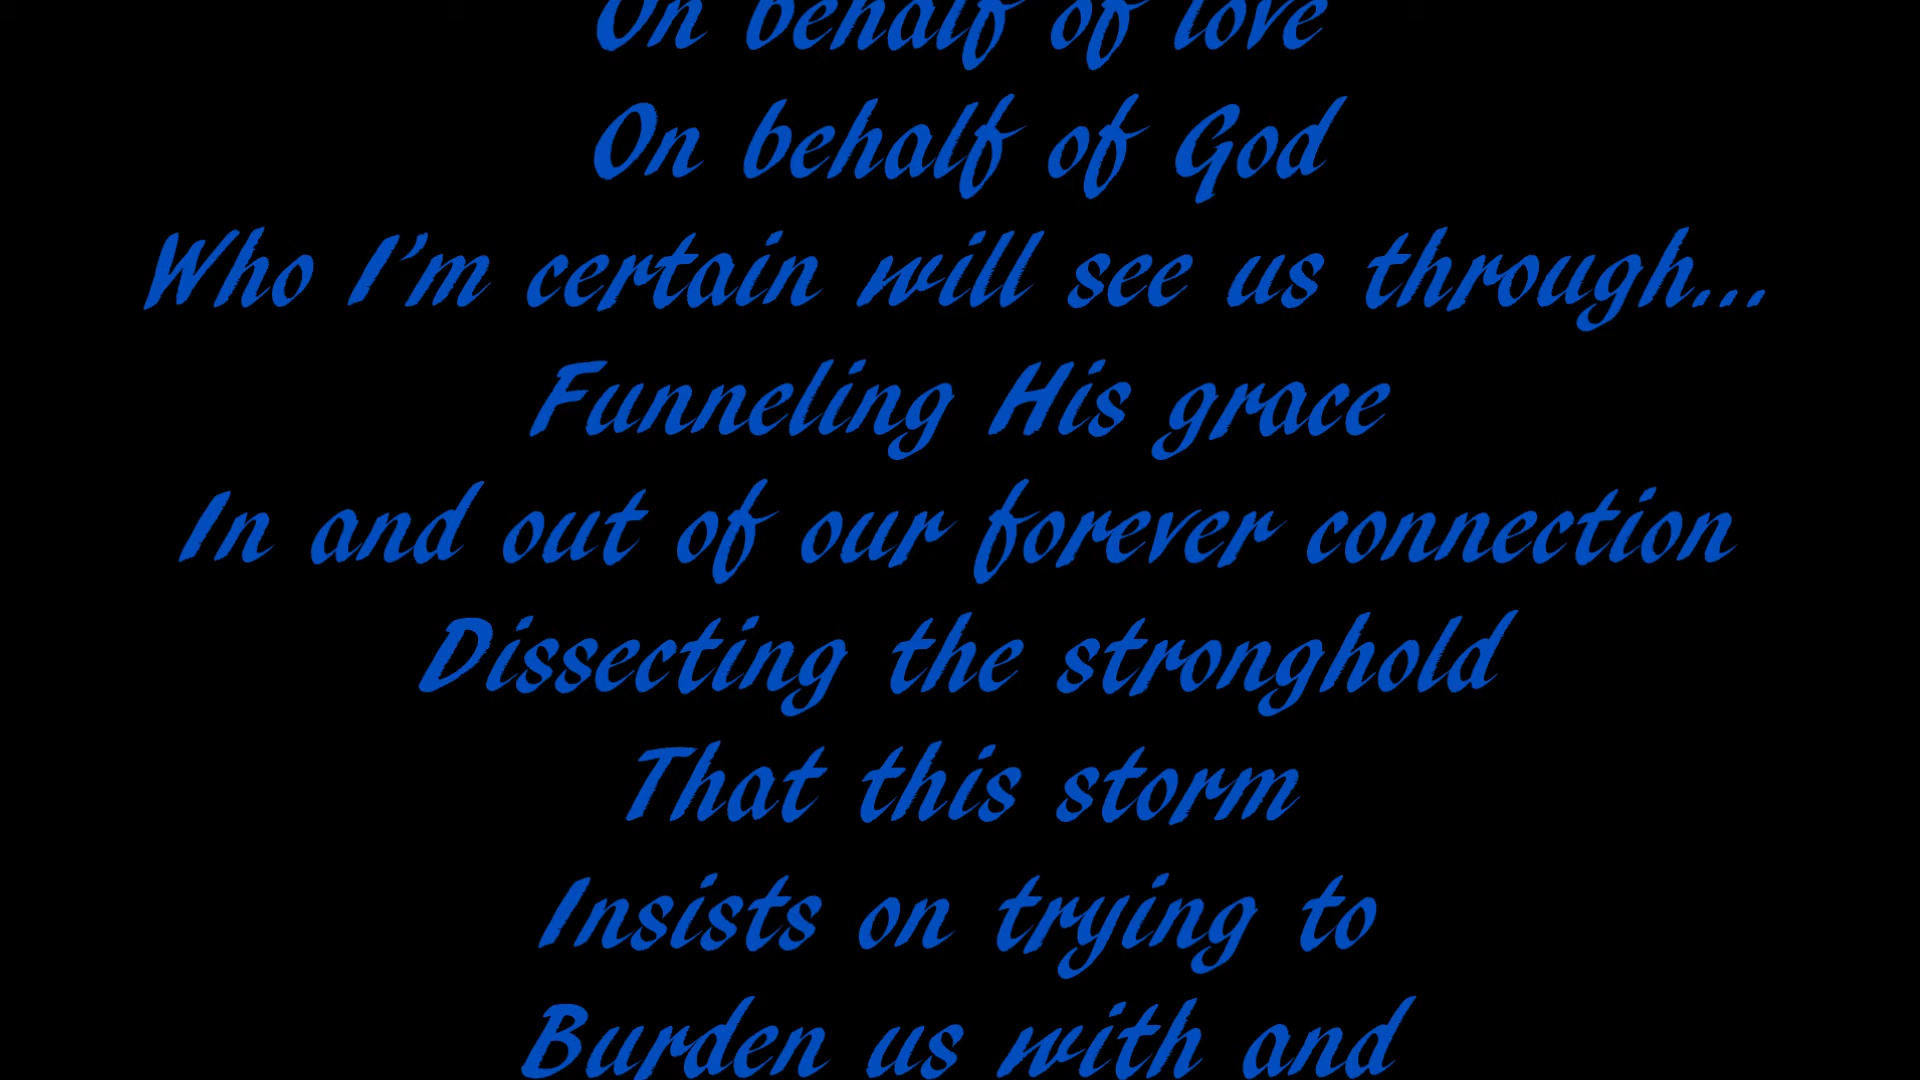 On behalf of love
On behalf of God
Who I'm certain will see us through...
Funneling His grace
In and out of our forever connection
Dissecting the stronghold
That this storm
Insists on trying to
Burden us with and